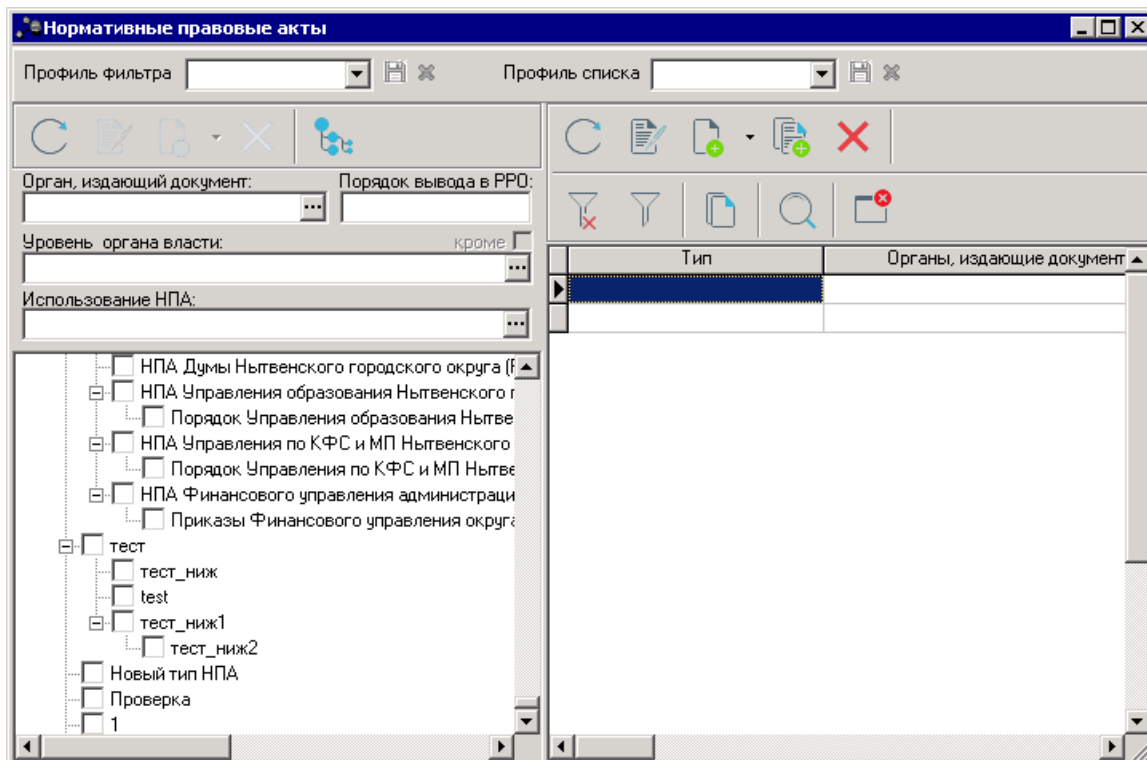 Нормативные правовые акты
Профиль фильтра
Профиль списка
Орган, издающий документ:
Порядок вывода в РРО:
Уровень органа власти:
кроме
Использование НПА:
НПА Думы Нытвенского городского округа (
НПА Управления образования Нытвенского
Порядок Управления образования Нытве
НПА Управления по КФС и МП Нытвенского
Порядок Управления по КФС и МП Нытве
НПА Финансового управления администраци
Приказы Финансового управления округа
тест
тест_ниж
test
тест_ниж1
тест_ниж2
Новый тип НПА
Проверка
1
Тип
Органы, издающие документ